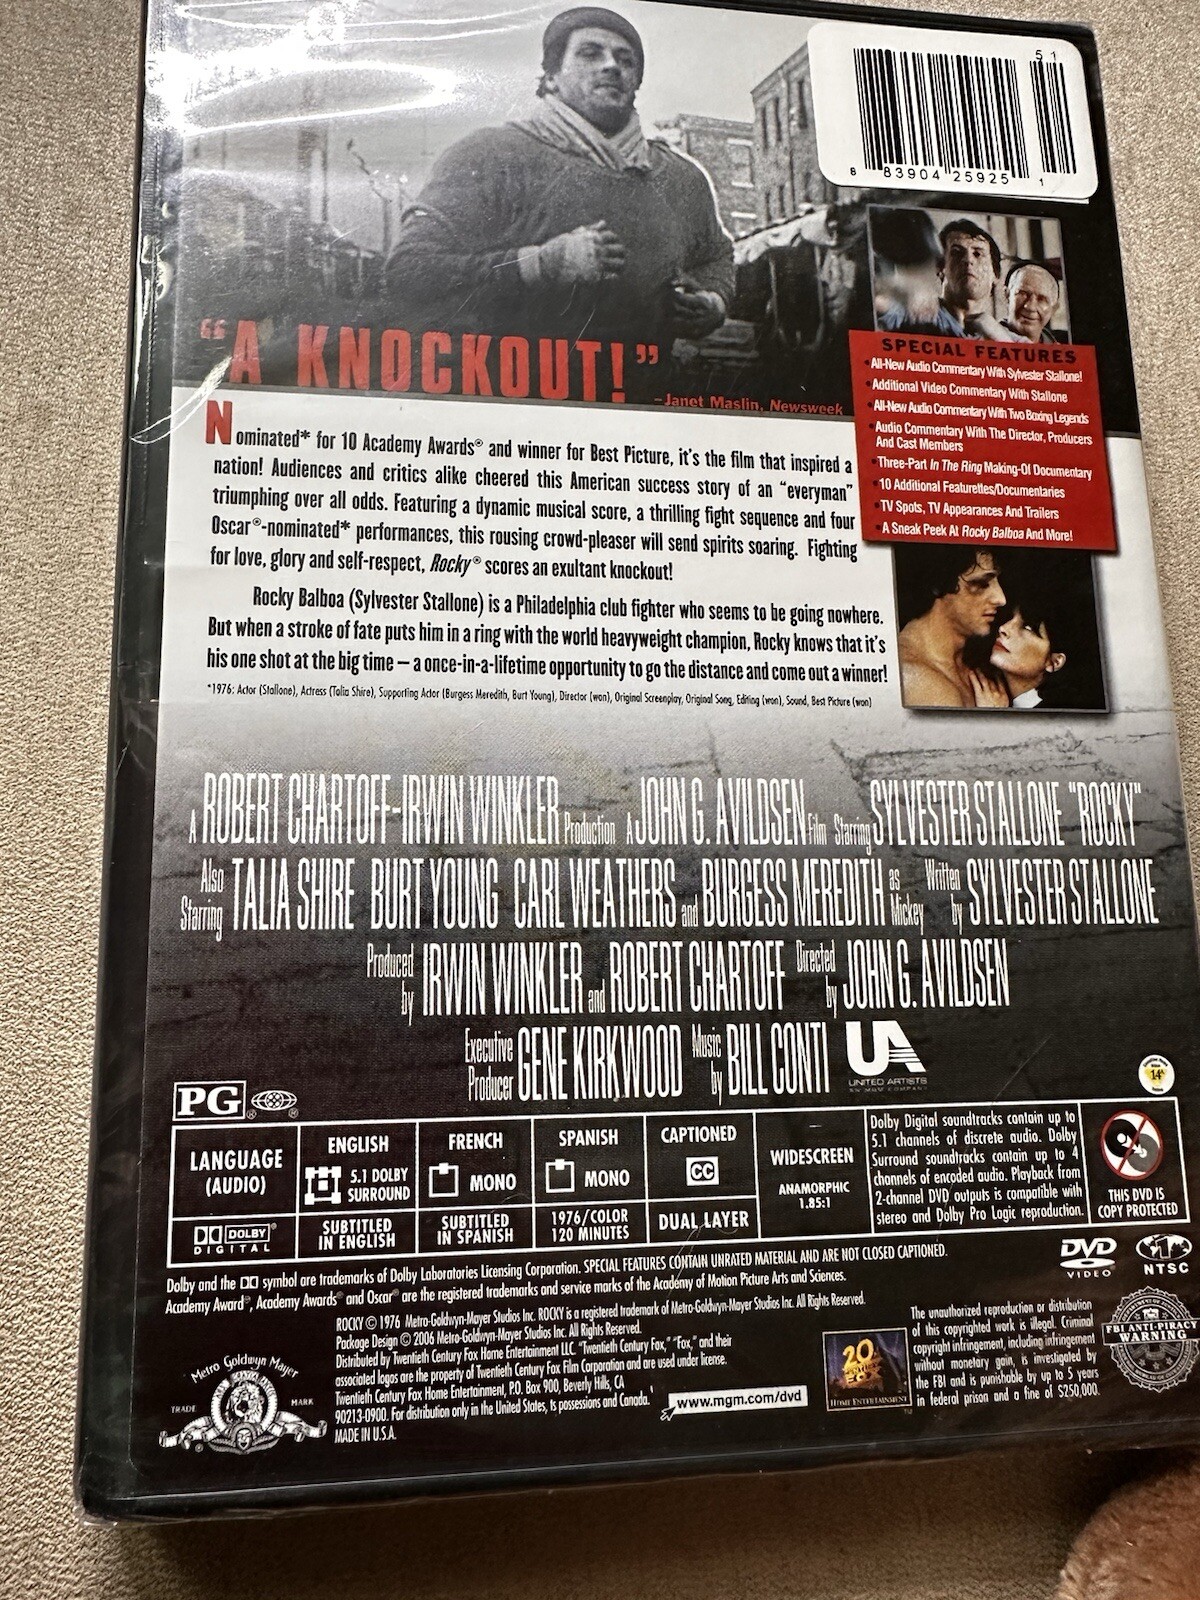 5 1
8 83904 25925 1
"A KNOCKOUT!"
–Janet Maslin, Newsweek
SPECIAL FEATURES
All-New Audio Commentary With Sylvester Stallone!
Additional Video Commentary With Stallone
All-New Audio Commentary With Two Boxing Legends
Audio Commentary With The Director, Producers
And Cast Members
Three-Part In The Ring Making-Of Documentary
10 Additional Featurettes/Documentaries
TV Spots, TV Appearances And Trailers
A Sneak Peek At Rocky Balboa And More!
Nominated* for 10 Academy Awards® and winner for Best Picture, it's the film that inspired a
nation! Audiences and critics alike cheered this American success story of an "everyman"
triumphing over all odds. Featuring a dynamic musical score, a thrilling fight sequence and four
Oscar®-nominated* performances, this rousing crowd-pleaser will send spirits soaring. Fighting
for love, glory and self-respect, Rocky® scores an exultant knockout!
Rocky Balboa (Sylvester Stallone) is a Philadelphia club fighter who seems to be going nowhere.
But when a stroke of fate puts him in a ring with the world heavyweight champion, Rocky knows that it's
his one shot at the big time – a once-in-a-lifetime opportunity to go the distance and come out a winner!
*1976: Actor (Stallone), Actress (Talia Shire), Supporting Actor (Burgess Meredith, Burt Young), Director (won), Original Screenplay, Original Song, Editing (won), Sound, Best Picture (won)
A ROBERT CHARTOFF-IRWIN WINKLER Production A JOHN G. AVILDSEN Film Starring SYLVESTER STALLONE "ROCKY"
Also Starring TALIA SHIRE BURT YOUNG CARL WEATHERS and BURGESS MEREDITH as Mickey Written by SYLVESTER STALLONE
Produced by IRWIN WINKLER and ROBERT CHARTOFF Directed by JOHN G. AVILDSEN
Executive Producer GENE KIRKWOOD Music by BILL CONTI UA
UNITED ARTISTS
AN MGM COMPANY
PG ®
14A
LANGUAGE
(AUDIO)
ENGLISH
5.1 DOLBY
SURROUND
FRENCH
MONO
SPANISH
MONO
CAPTIONED
CC
WIDESCREEN
ANAMORPHIC
1.85:1
DOLBY
DIGITAL
SUBTITLED
IN ENGLISH
SUBTITLED
IN SPANISH
1976/COLOR
120 MINUTES
DUAL LAYER
Dolby Digital soundtracks contain up to
5.1 channels of discrete audio. Dolby
Surround soundtracks contain up to 4
channels of encoded audio. Playback from
2-channel DVD outputs is compatible with
stereo and Dolby Pro Logic reproduction.
THIS DVD IS
COPY PROTECTED
Dolby and the DD symbol are trademarks of Dolby Laboratories Licensing Corporation. SPECIAL FEATURES CONTAIN UNRATED MATERIAL AND ARE NOT CLOSED CAPTIONED.
Academy Award®, Academy Awards® and Oscar® are the registered trademarks and service marks of the Academy of Motion Picture Arts and Sciences.
DVD
VIDEO
NTSC
ROCKY © 1976 Metro-Goldwyn-Mayer Studios Inc. ROCKY is a registered trademark of Metro-Goldwyn-Mayer Studios Inc. All Rights Reserved.
Package Design © 2006 Metro-Goldwyn-Mayer Studios Inc. All Rights Reserved.
Distributed by Twentieth Century Fox Home Entertainment LLC. "Twentieth Century Fox," "Fox," and their
associated logos are the property of Twentieth Century Fox Film Corporation and are used under license.
Twentieth Century Fox Home Entertainment, P.O. Box 900, Beverly Hills, CA
90213-0900. For distribution only in the United States, its possessions and Canada.
MADE IN U.S.A.
Metro Goldwyn Mayer
TRADE MARK
www.mgm.com/dvd
20th
CENTURY
FOX
HOME ENTERTAINMENT
The unauthorized reproduction or distribution
of this copyrighted work is illegal. Criminal
copyright infringement, including infringement
without monetary gain, is investigated by
the FBI and is punishable by up to 5 years
in federal prison and a fine of $250,000.
FBI ANTI-PIRACY
WARNING